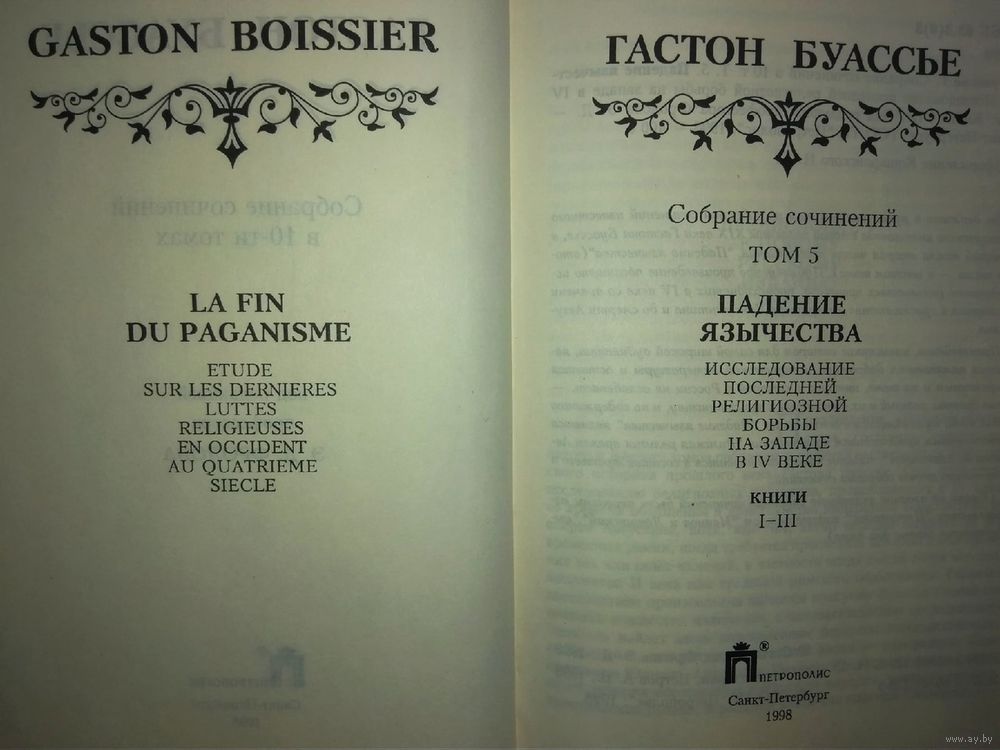 GASTON BOISSIER
LA FIN
DU PAGANISME
ETUDE
SUR LES DERNIERES
LUTTES
RELIGIEUSES
EN OCCIDENT
AU QUATRIEME
SIECLE
ГАСТОН БУАССЬЕ
Собрание сочинений
ТОМ 5
ПАДЕНИЕ
ЯЗЫЧЕСТВА
ИССЛЕДОВАНИЕ
ПОСЛЕДНЕЙ
РЕЛИГИОЗНОЙ
БОРЬБЫ
НА ЗАПАДЕ
В IV ВЕКЕ
КНИГИ
I–III
®
ПЕТРОПОЛИС
Санкт-Петербург
1998
www.ay.by